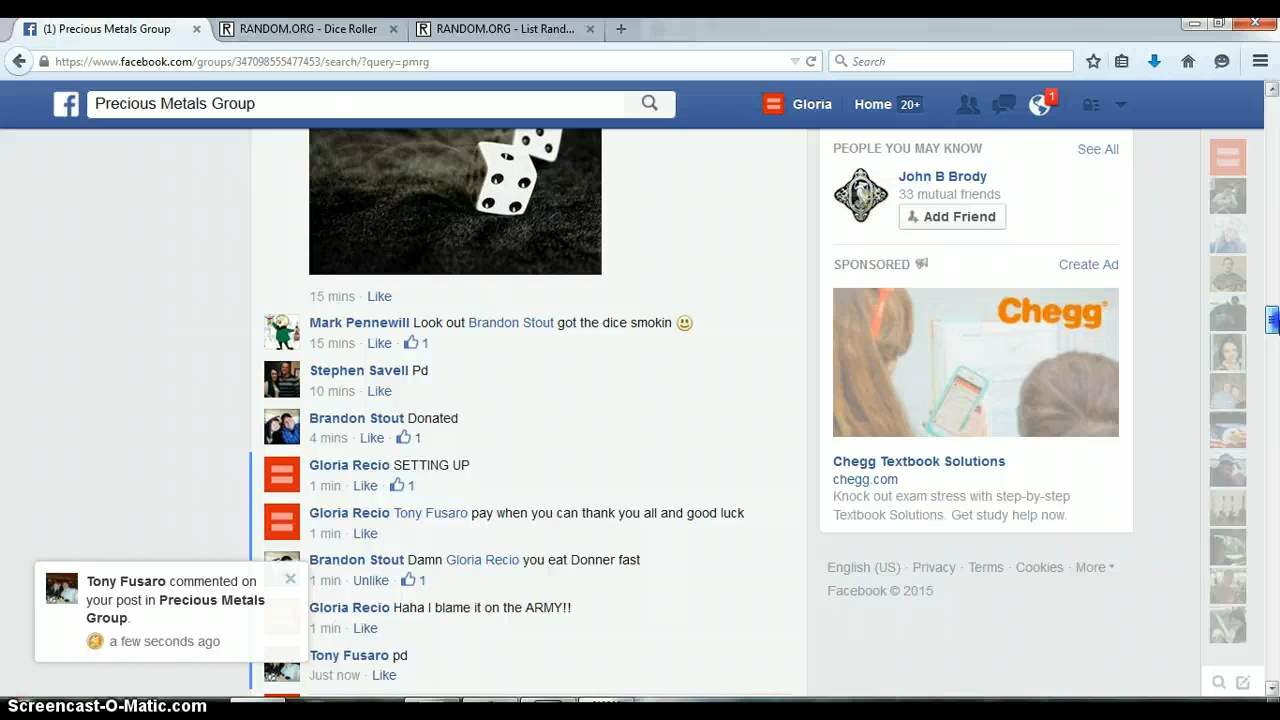 (1) Precious Metals Group
RANDOM.ORG - Dice Roller
RANDOM.ORG - List Rand...
https://www.facebook.com/groups/347098555477453/search/?query=pmrg
Search
Precious Metals Group
Gloria
Home 20+
1
15 mins · Like
Mark Pennewill Look out Brandon Stout got the dice smokin
15 mins · Like · 1
Stephen Savell Pd
10 mins · Like
Brandon Stout Donated
4 mins · Like · 1
Gloria Recio SETTING UP
1 min · Like · 1
Gloria Recio Tony Fusaro pay when you can thank you all and good luck
1 min · Like
Brandon Stout Damn Gloria Recio you eat Donner fast
1 min · Unlike · 1
Gloria Recio Haha I blame it on the ARMY!!
1 min · Like
Tony Fusaro pd
Just now · Like
Tony Fusaro commented on
your post in Precious Metals
Group.
a few seconds ago
PEOPLE YOU MAY KNOW
See All
John B Brody
33 mutual friends
Add Friend
SPONSORED
Create Ad
Chegg
Chegg Textbook Solutions
chegg.com
Knock out exam stress with step-by-step
Textbook Solutions. Get study help now.
English (US) · Privacy · Terms · Cookies · More
Facebook © 2015
Screencast-O-Matic.com